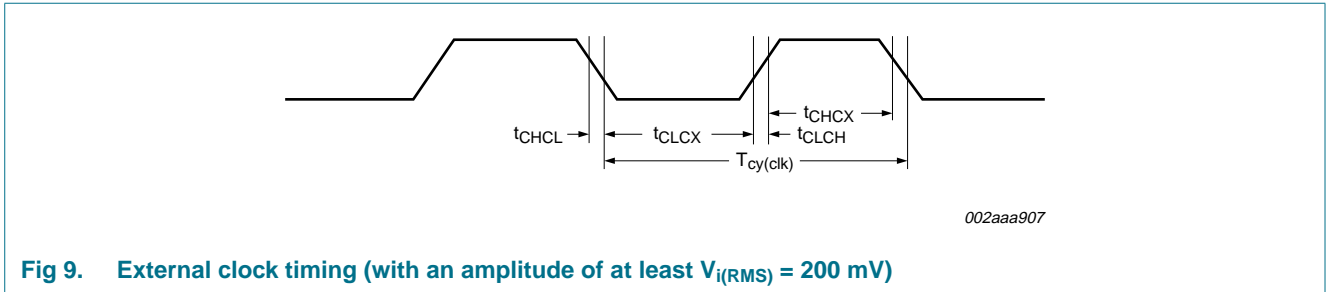 tCHCX
tCHCL tCLCX tCLCH
Tcy(clk)
002aaa907
Fig 9. External clock timing (with an amplitude of at least Vi(RMS) = 200 mV)